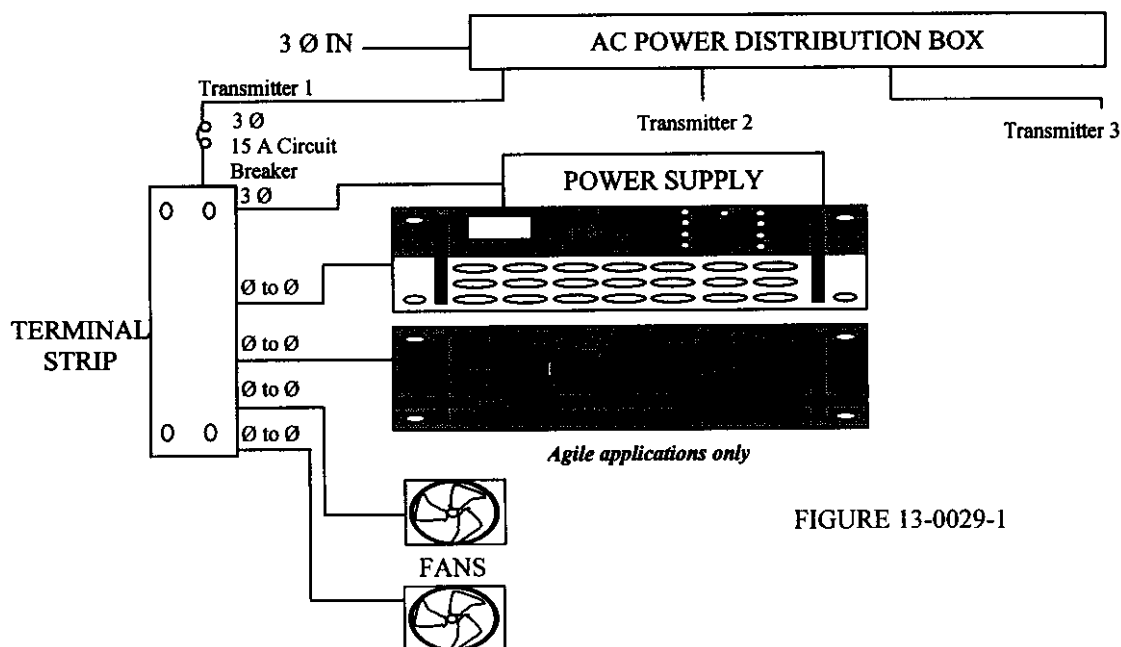 3 Ø IN
AC POWER DISTRIBUTION BOX
Transmitter 1
Transmitter 2
Transmitter 3
3 Ø
15 A Circuit
Breaker
3 Ø
POWER SUPPLY
Ø to Ø
TERMINAL
STRIP
Ø to Ø
Ø to Ø
Ø to Ø
Agile applications only
FIGURE 13-0029-1
FANS